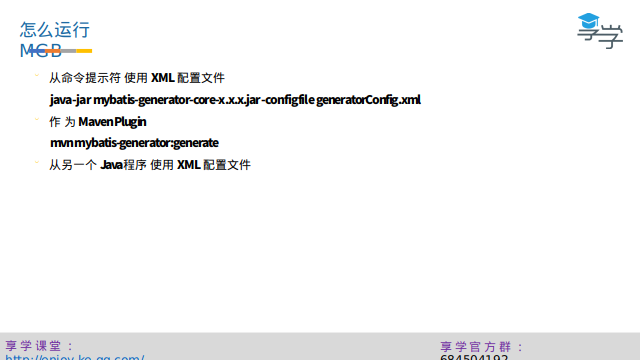 怎么运行
MGB
享学
从命令提示符 使用 XML 配置文件
java -jar mybatis-generator-core-x.x.x.jar -configfile generatorConfig.xml
作 为 Maven Plugin
mvn mybatis-generator:generate
从另一个 Java程序 使用 XML 配置文件
享学课堂：
http://enjoy.ke.qq.com/
享学官方群：
684504192